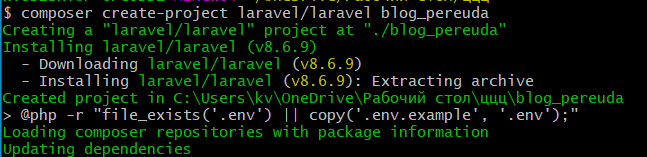 $ composer create-project laravel/laravel blog_pereuda
Creating a "laravel/laravel" project at "./blog_pereuda"
Installing laravel/laravel (v8.6.9)
  - Downloading laravel/laravel (v8.6.9)
  - Installing laravel/laravel (v8.6.9): Extracting archive
Created project in C:\Users\kv\OneDrive\Рабочий стол\ццц\blog_pereuda
> @php -r "file_exists('.env') || copy('.env.example', '.env');"
Loading composer repositories with package information
Updating dependencies